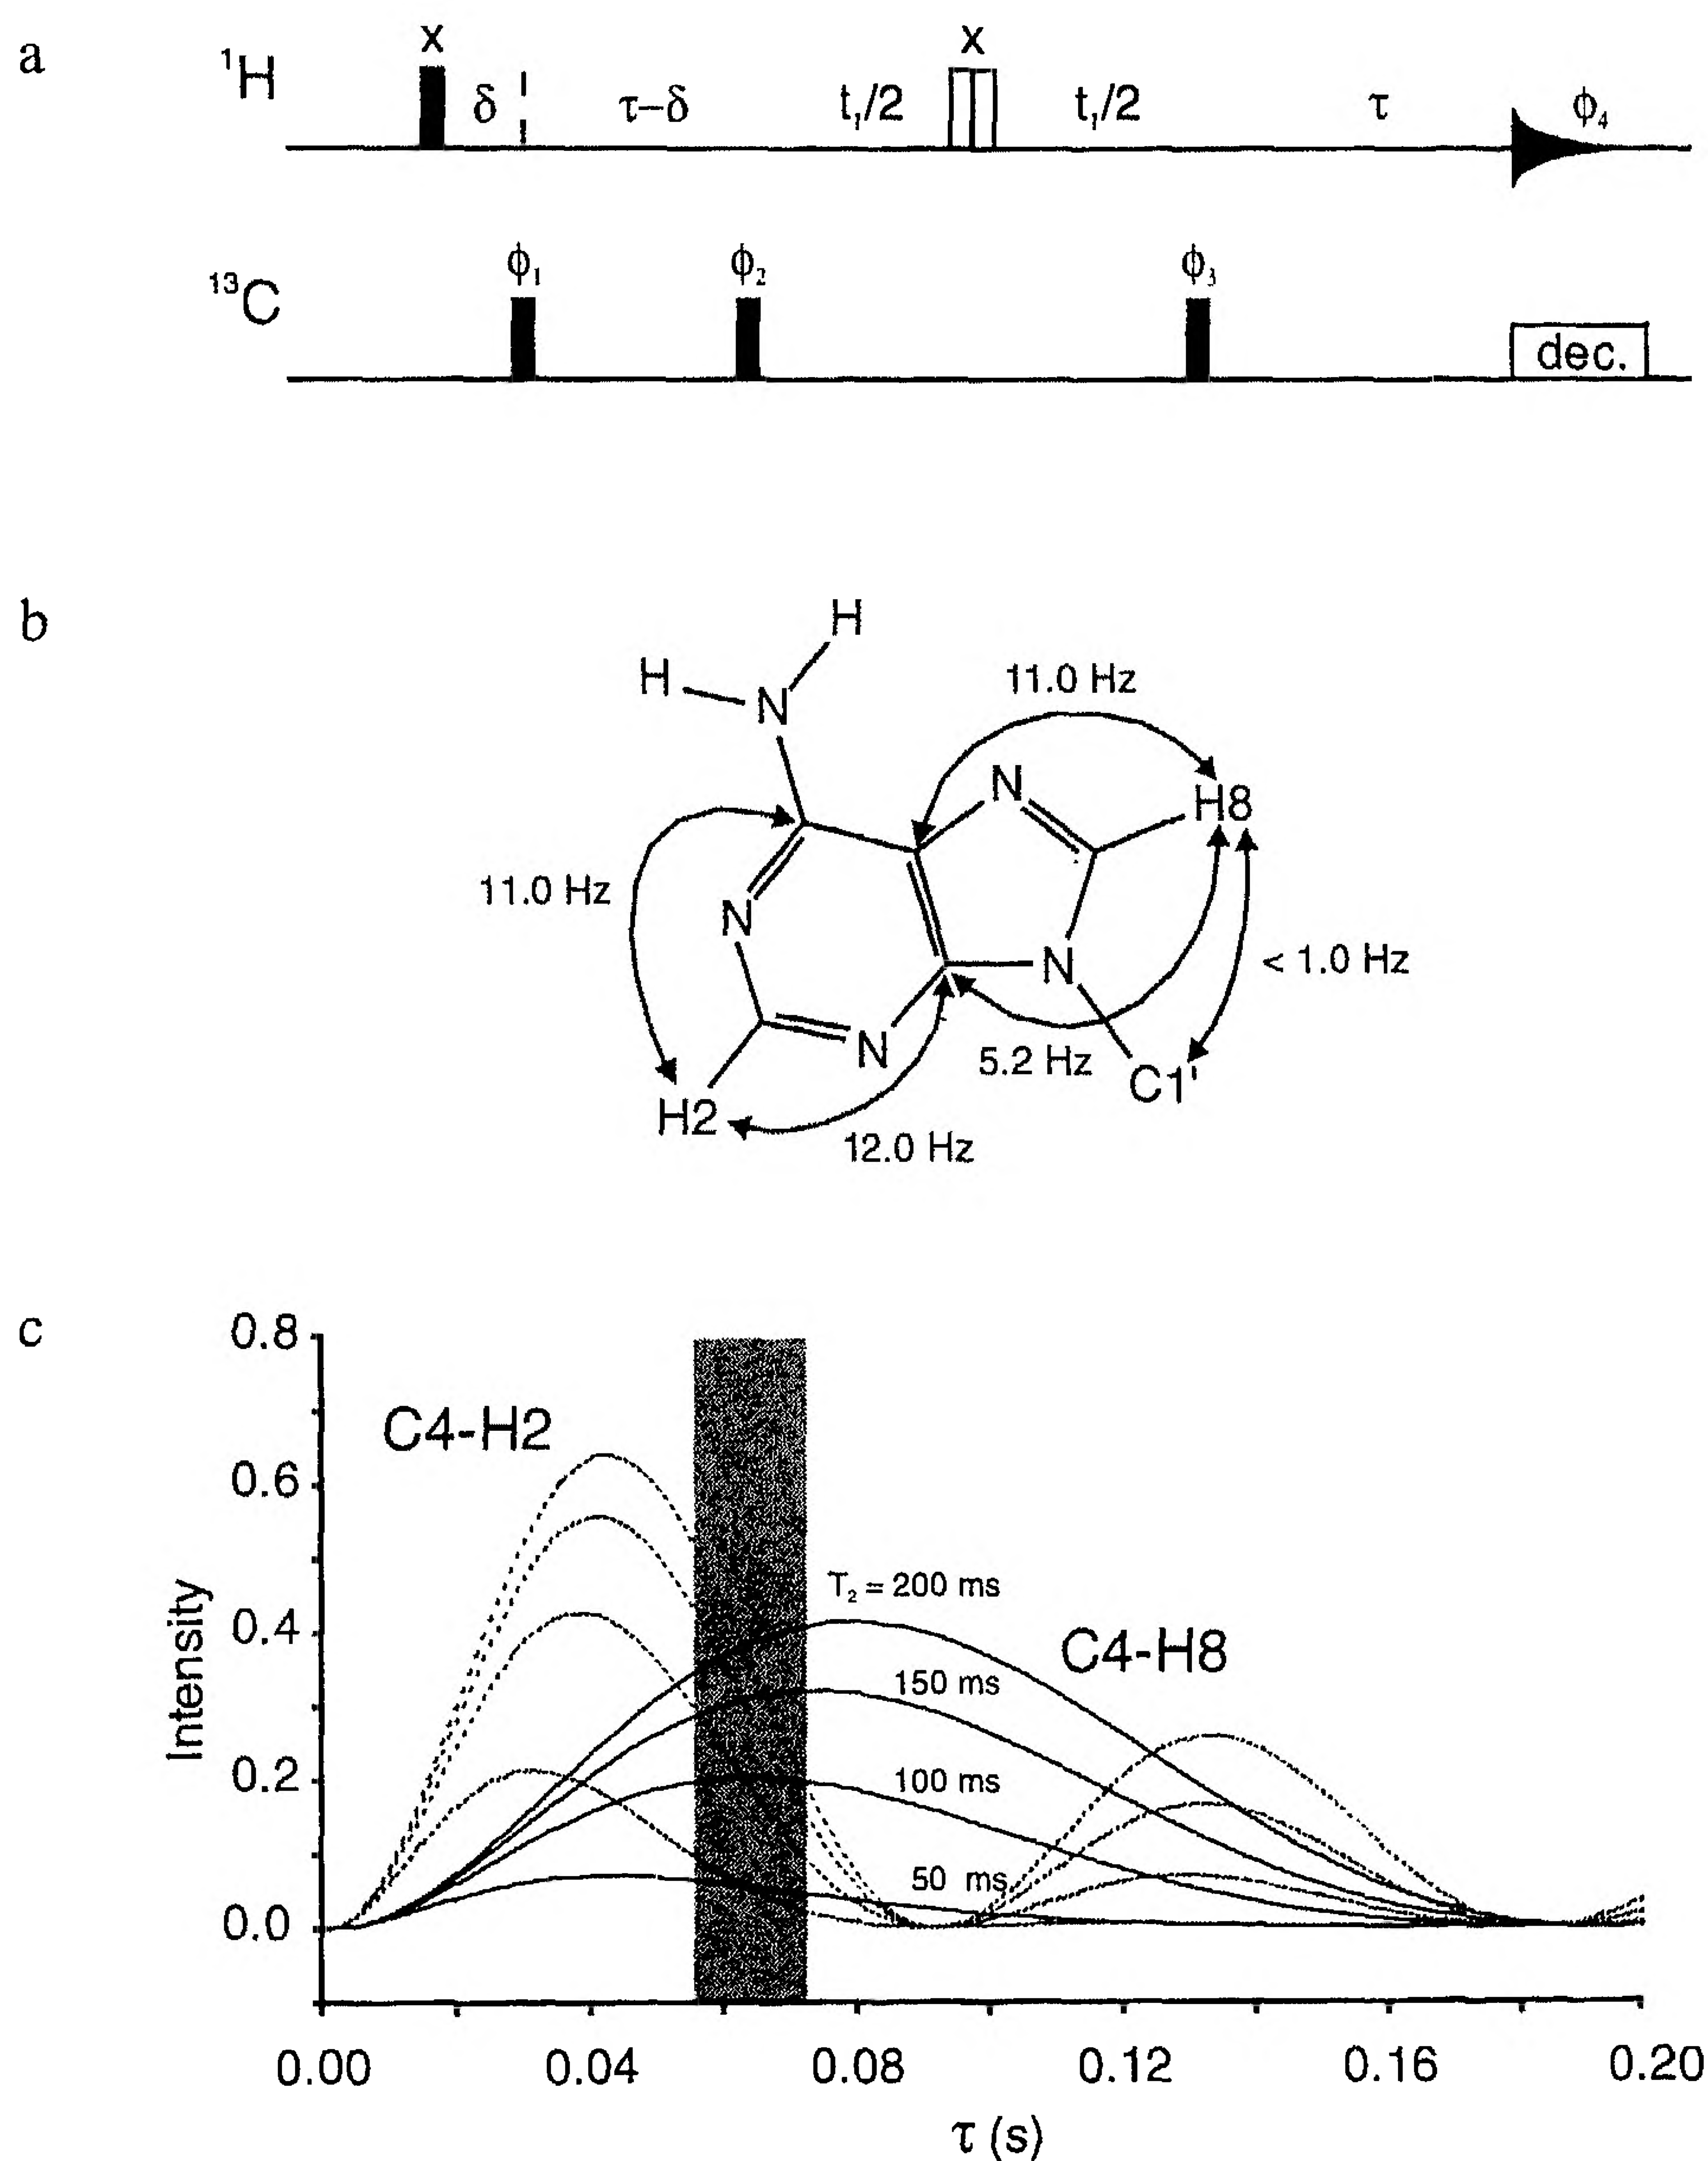 a
x x
¹H δ τ–δ t₁/2 t₁/2 τ ϕ₄
ϕ₁ ϕ₂ ϕ₃
¹³C dec.
b
H
H
N
11.0 Hz
N
H8
11.0 Hz
N
N
< 1.0 Hz
N
5.2 Hz
C1'
H2
12.0 Hz
c
0.8
C4-H2
0.6
T₂ = 200 ms
0.4
C4-H8
150 ms
Intensity
0.2
100 ms
50 ms
0.0
0.00 0.04 0.08 0.12 0.16 0.20
τ (s)